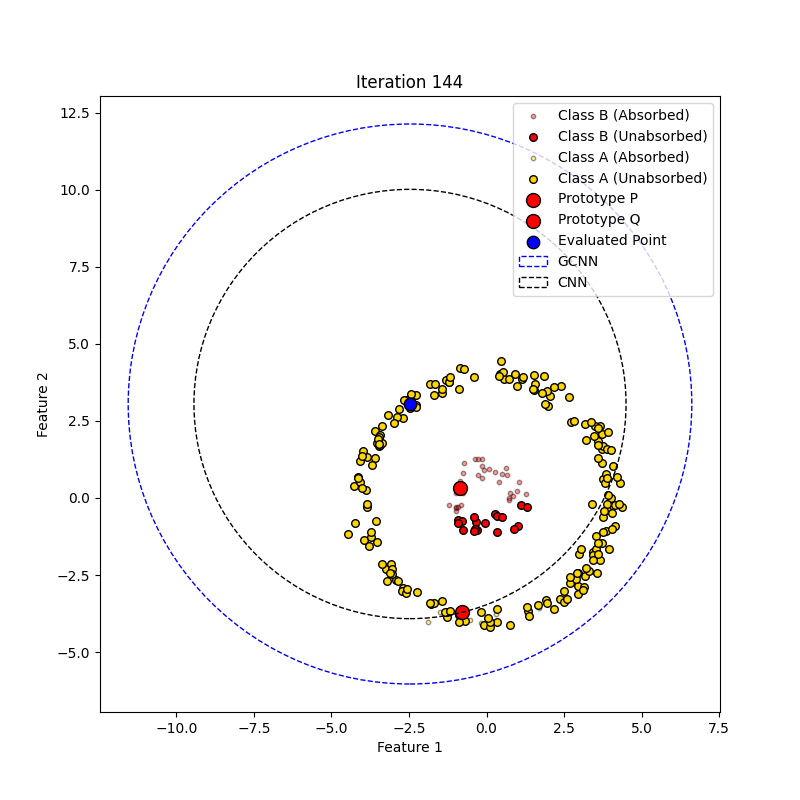 Iteration 144
12.5
10.0
7.5
5.0
2.5
0.0
−2.5
−5.0
Feature 2
Class B (Absorbed)
Class B (Unabsorbed)
Class A (Absorbed)
Class A (Unabsorbed)
Prototype P
Prototype Q
Evaluated Point
GCNN
CNN
−10.0 −7.5 −5.0 −2.5 0.0 2.5 5.0 7.5
Feature 1